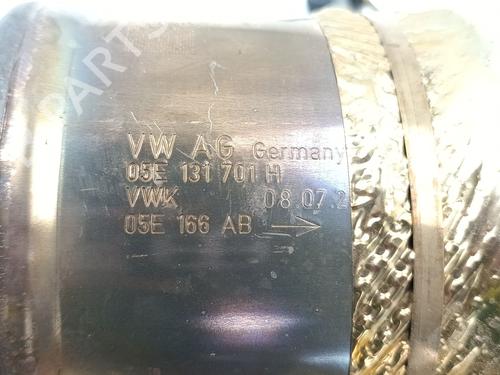 VW AG Germany
05E 131 701 H
VWK 08.07.2
05E 166 AB →